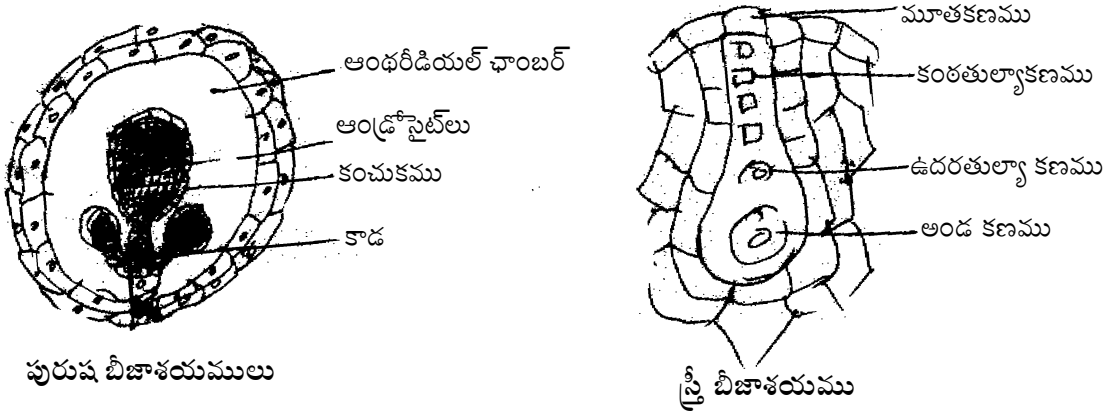 ఆంథరీడియల్ ఛాంబర్
ఆండ్రోసైట్‌లు
కంచుకము
కాడ
పురుష బీజాశయములు
మూతకణము
కంఠతుల్యాకణము
ఉదరతుల్యా కణము
అండ కణము
స్త్రీ బీజాశయము